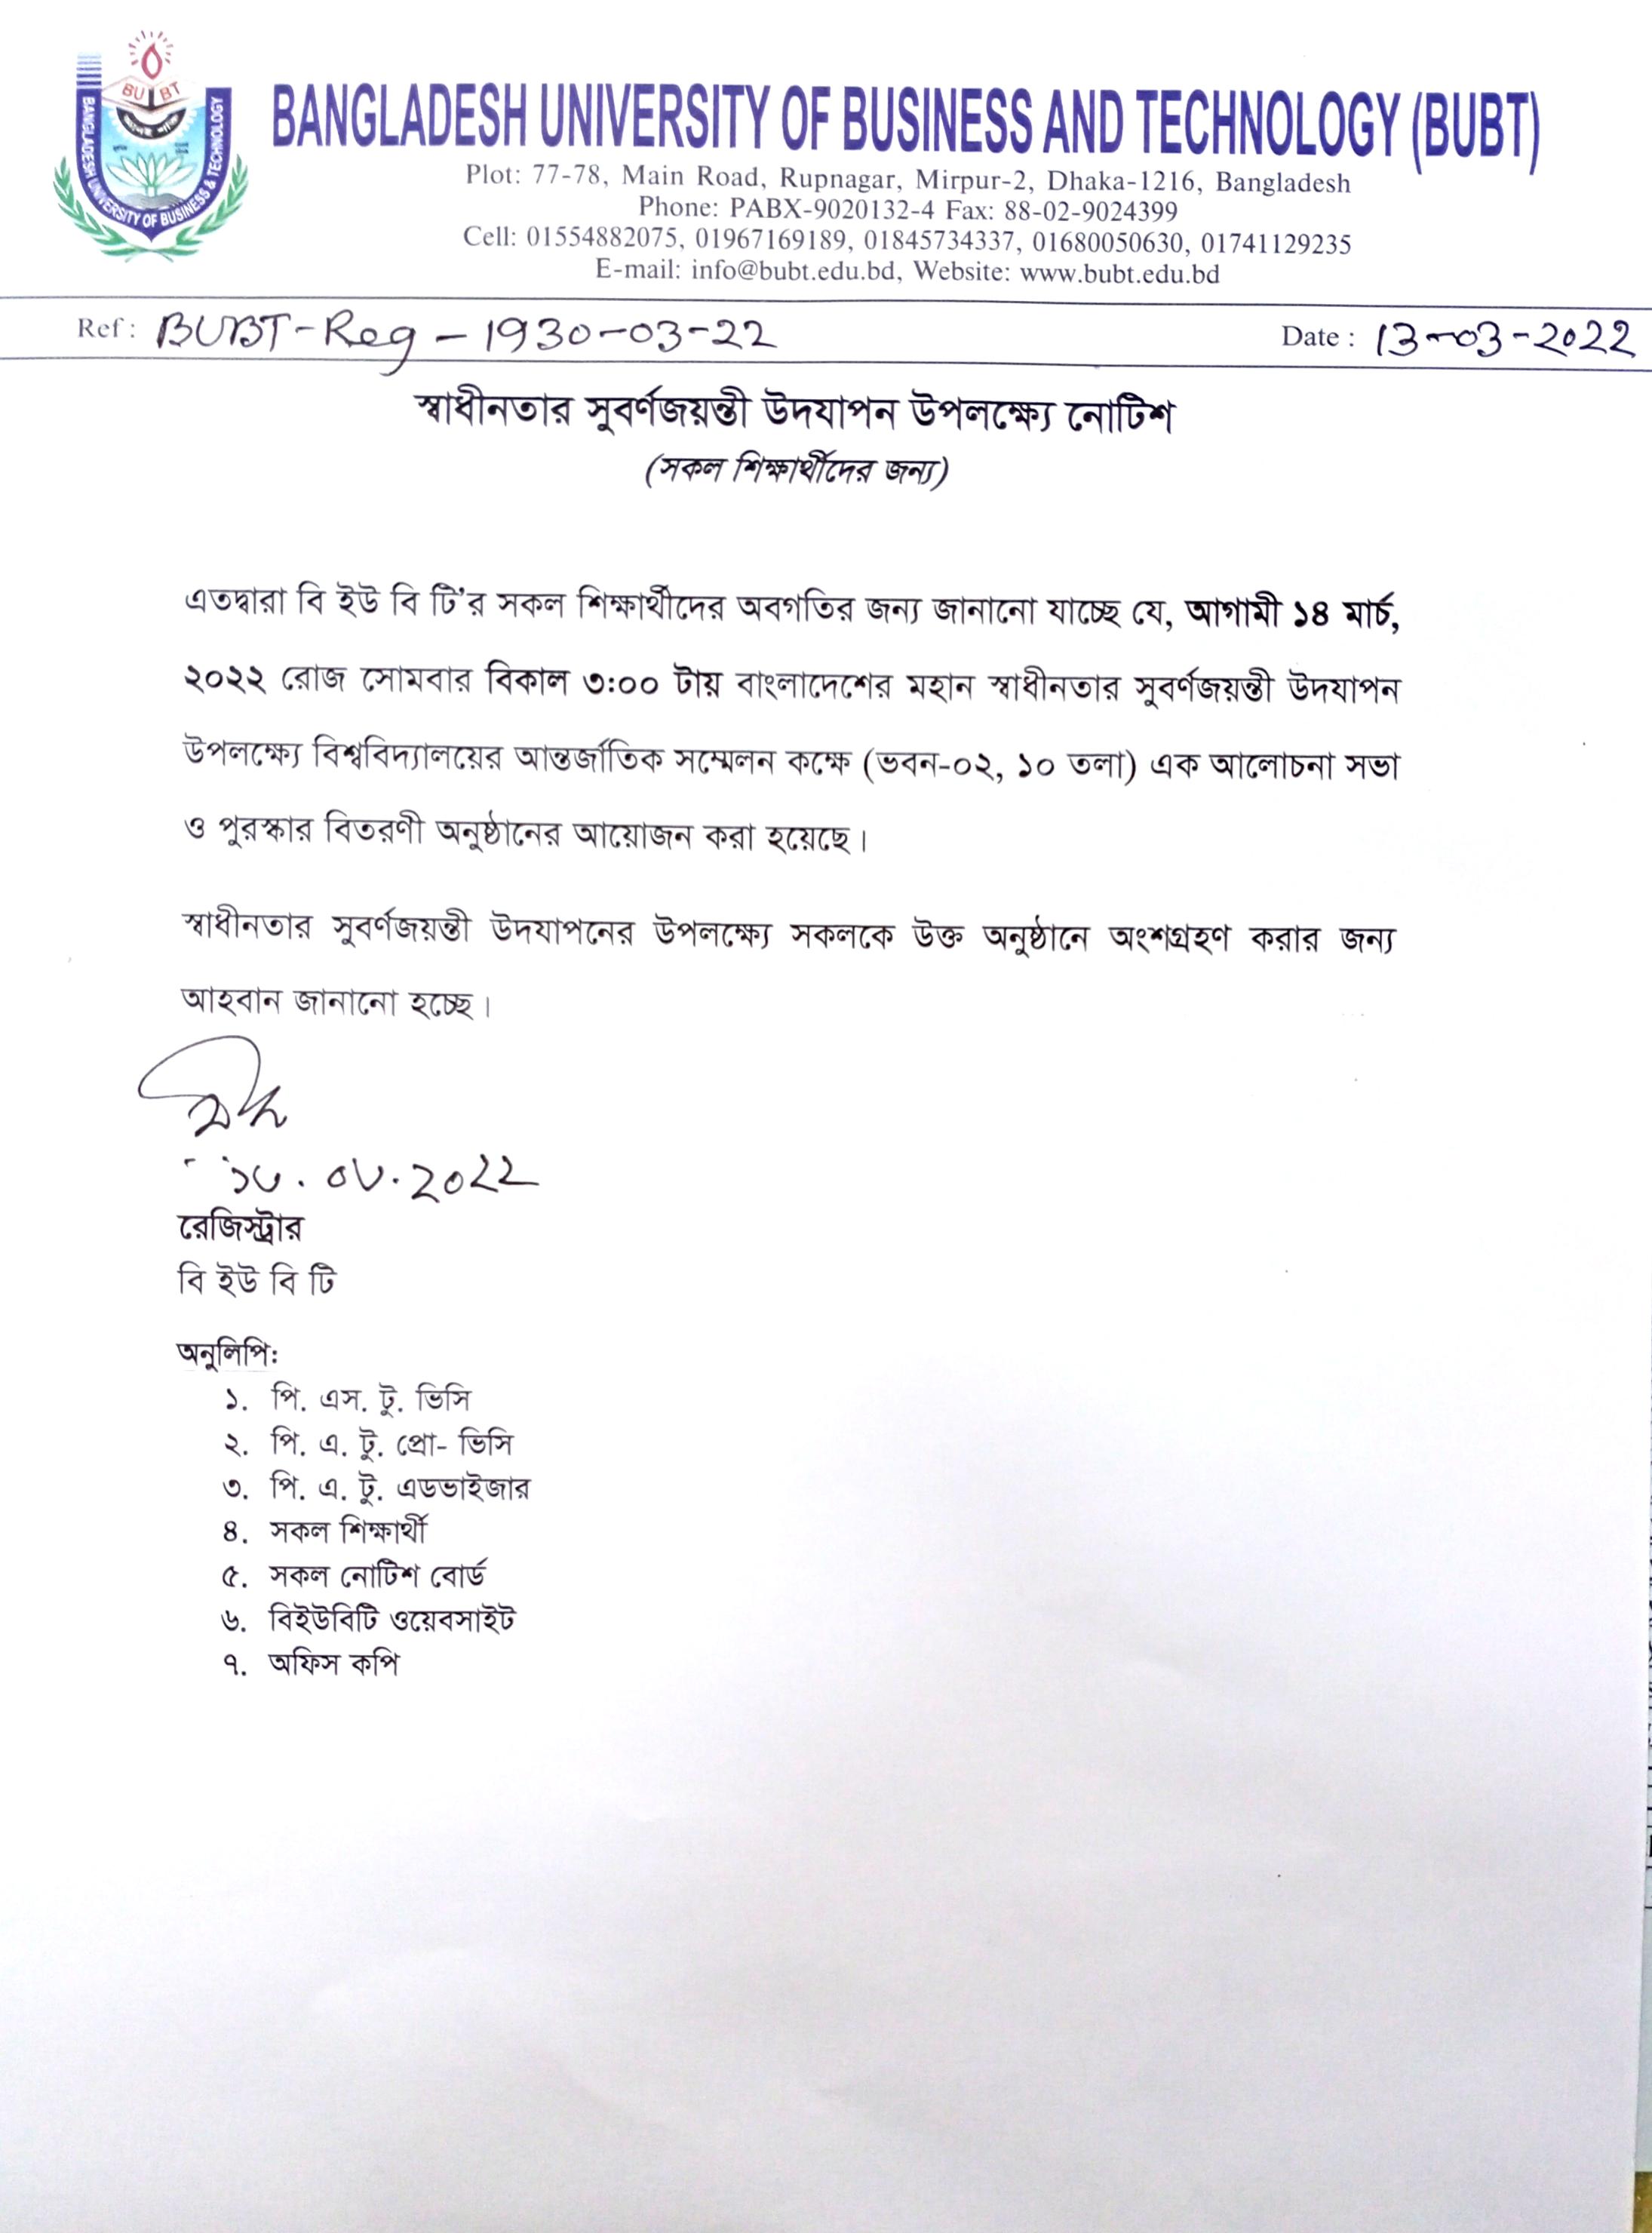 BU BT
BANGLADESH UNIVERSITY OF BUSINESS & TECHNOLOGY
BANGLADESH UNIVERSITY OF BUSINESS AND TECHNOLOGY (BUBT)
Plot: 77-78, Main Road, Rupnagar, Mirpur-2, Dhaka-1216, Bangladesh
Phone: PABX-9020132-4 Fax: 88-02-9024399
Cell: 01554882075, 01967169189, 01845734337, 01680050630, 01741129235
E-mail: info@bubt.edu.bd, Website: www.bubt.edu.bd
Ref : BUBT-Reg-1930-03-22 Date : 13-03-2022
স্বাধীনতার সুবর্ণজয়ন্তী উদযাপন উপলক্ষ্যে নোটিশ
(সকল শিক্ষার্থীদের জন্য)
এতদ্বারা বি ইউ বি টি'র সকল শিক্ষার্থীদের অবগতির জন্য জানানো যাচ্ছে যে, আগামী ১৪ মার্চ,
২০২২ রোজ সোমবার বিকাল ৩:০০ টায় বাংলাদেশের মহান স্বাধীনতার সুবর্ণজয়ন্তী উদযাপন
উপলক্ষ্যে বিশ্ববিদ্যালয়ের আন্তর্জাতিক সম্মেলন কক্ষে (ভবন-০২, ১০ তলা) এক আলোচনা সভা
ও পুরস্কার বিতরণী অনুষ্ঠানের আয়োজন করা হয়েছে।
স্বাধীনতার সুবর্ণজয়ন্তী উদযাপনের উপলক্ষ্যে সকলকে উক্ত অনুষ্ঠানে অংশগ্রহণ করার জন্য
আহবান জানানো হচ্ছে।
১৩.০৩.২০২২
রেজিস্ট্রার
বি ইউ বি টি
অনুলিপি:
১. পি. এস. টু. ভিসি
২. পি. এ. টু. প্রো- ভিসি
৩. পি. এ. টু. এডভাইজার
৪. সকল শিক্ষার্থী
৫. সকল নোটিশ বোর্ড
৬. বিইউবিটি ওয়েবসাইট
৭. অফিস কপি